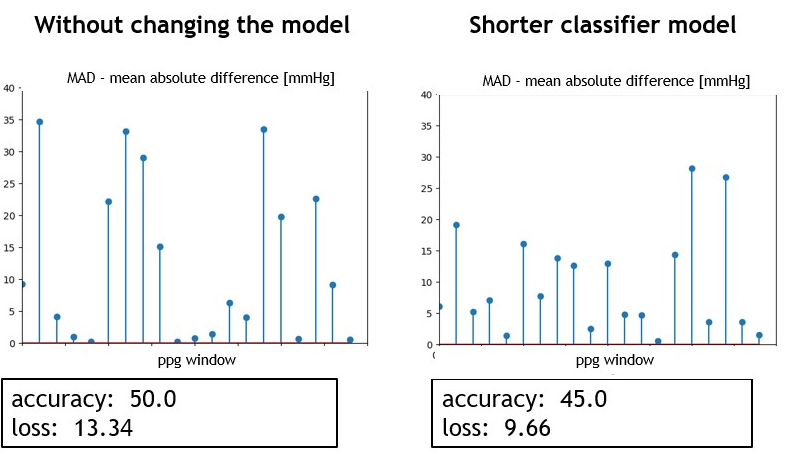 Without changing the model
Shorter classifier model
MAD - mean absolute difference [mmHg]
40
35
30
25
20
15
10
5
0
ppg window
MAD - mean absolute difference [mmHg]
40
35
30
25
20
15
10
5
0
ppg window
accuracy: 50.0
loss: 13.34
accuracy: 45.0
loss: 9.66